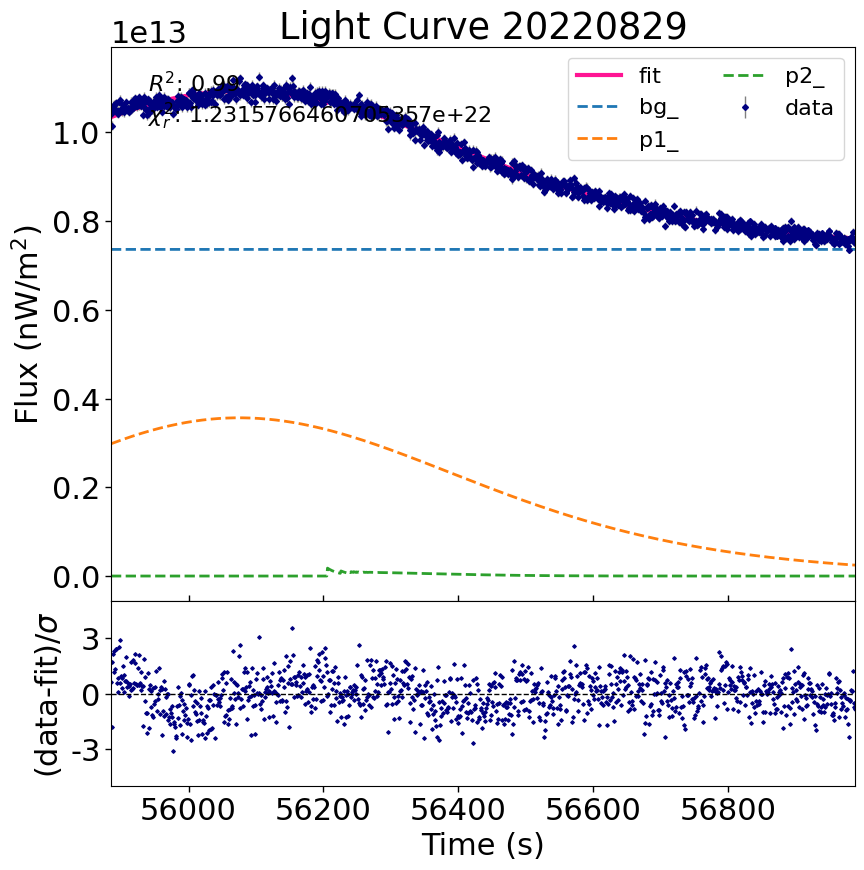 Light Curve 20220829
1e13
R²: 0.99
fit
bg_
p1_
p2_
data
1.0
0.8
0.6
0.4
0.2
0.0
Flux (nW/m²)
3
0
-3
(data-fit)/σ
56000 56200 56400 56600 56800
Time (s)